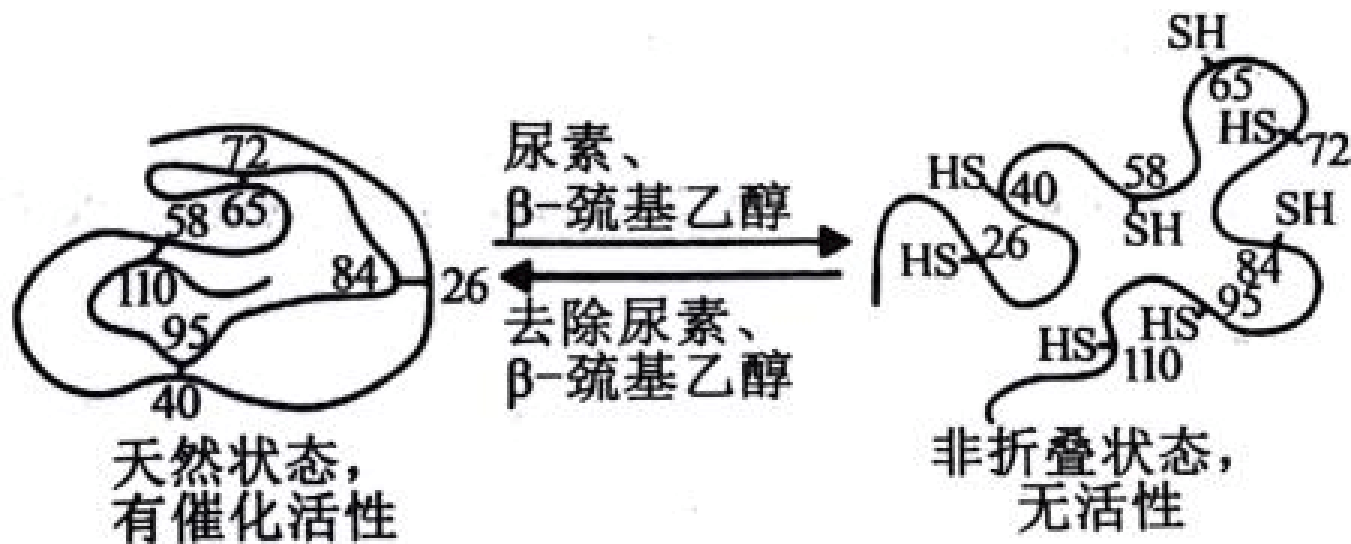 72
58 65
110
84
26
95
40
天然状态，
有催化活性
尿素、
β-巯基乙醇
去除尿素、
β-巯基乙醇
SH
65
HS 72
HS 40
58
SH
SH
HS 26
84
95
HS
HS 110
非折叠状态，
无活性